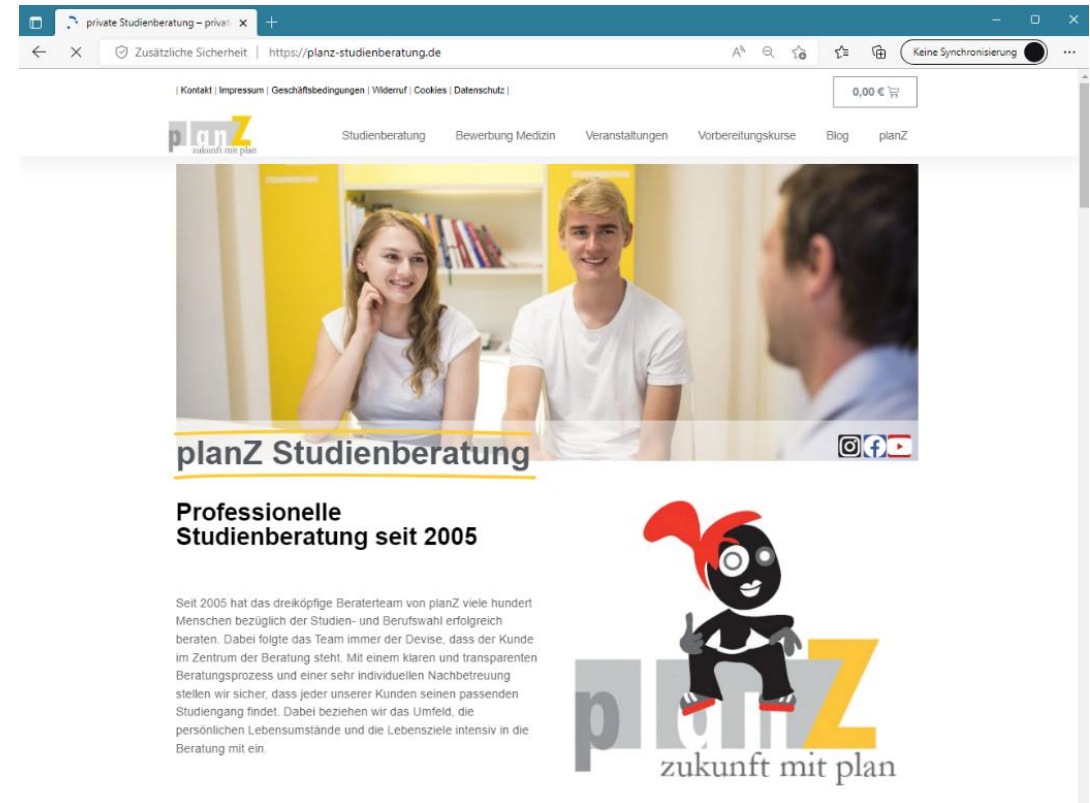 private Studienberatung – privat
Zusätzliche Sicherheit | https://planz-studienberatung.de
Keine Synchronisierung
| Kontakt | Impressum | Geschäftsbedingungen | Widerruf | Cookies | Datenschutz |
0,00 €
planZ
zukunft mit plan
Studienberatung Bewerbung Medizin Veranstaltungen Vorbereitungskurse Blog planZ
planZ Studienberatung
Professionelle
Studienberatung seit 2005
Seit 2005 hat das dreiköpfige Beraterteam von planZ viele hundert
Menschen bezüglich der Studien- und Berufswahl erfolgreich
beraten. Dabei folgte das Team immer der Devise, dass der Kunde
im Zentrum der Beratung steht. Mit einem klaren und transparenten
Beratungsprozess und einer sehr individuellen Nachbetreuung
stellen wir sicher, dass jeder unserer Kunden seinen passenden
Studiengang findet. Dabei beziehen wir das Umfeld, die
persönlichen Lebensumstände und die Lebensziele intensiv in die
Beratung mit ein.
planZ
zukunft mit plan